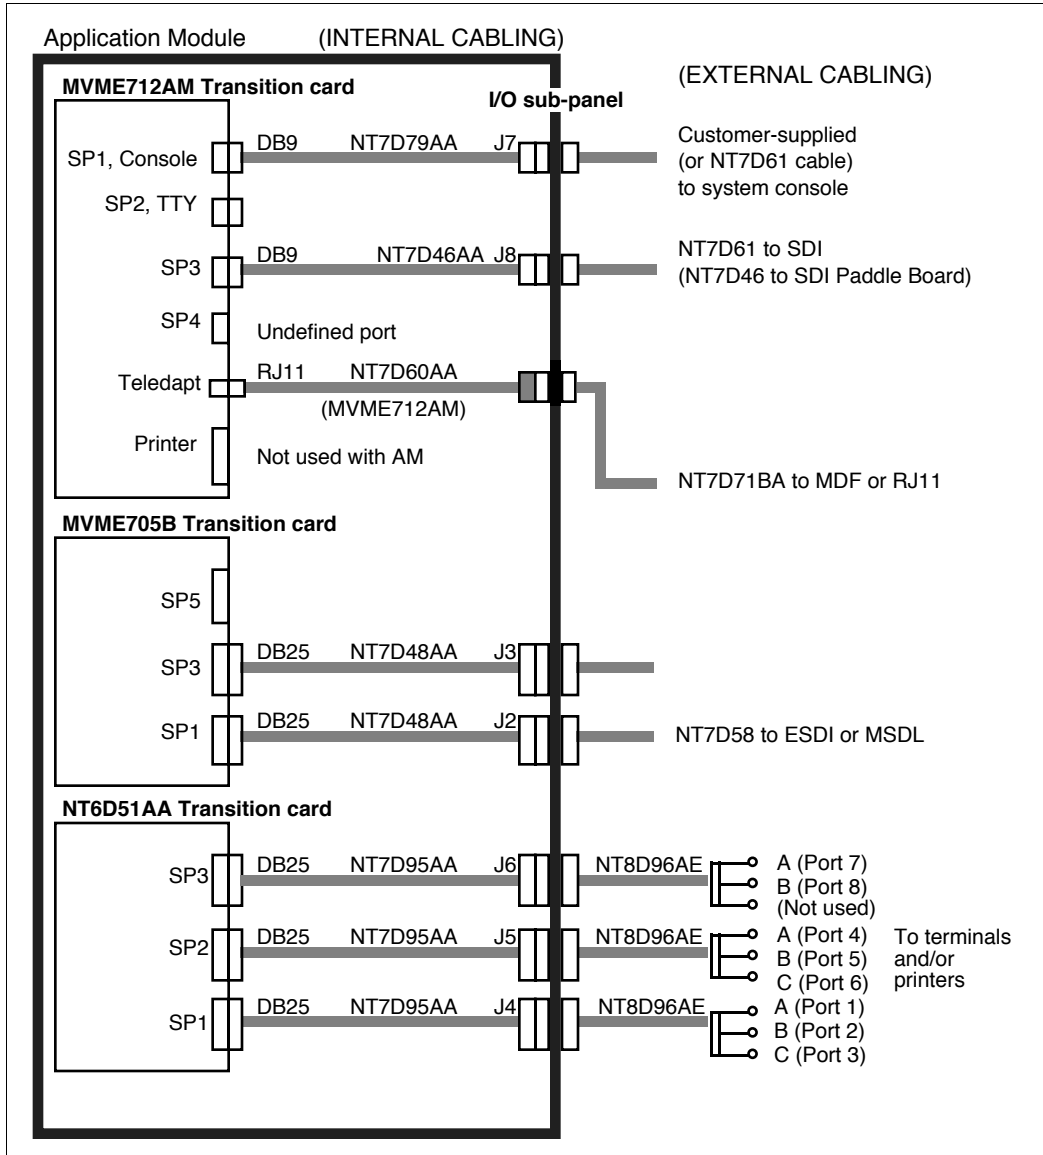 Application Module (INTERNAL CABLING)
(EXTERNAL CABLING)
MVME712AM Transition card
I/O sub-panel
SP1, Console DB9 NT7D79AA J7
Customer-supplied
(or NT7D61 cable)
to system console
SP2, TTY
SP3 DB9 NT7D46AA J8
NT7D61 to SDI
(NT7D46 to SDI Paddle Board)
SP4 Undefined port
Teledapt RJ11 NT7D60AA
(MVME712AM)
Printer Not used with AM
NT7D71BA to MDF or RJ11
MVME705B Transition card
SP5
SP3 DB25 NT7D48AA J3
SP1 DB25 NT7D48AA J2 NT7D58 to ESDI or MSDL
NT6D51AA Transition card
SP3 DB25 NT7D95AA J6 NT8D96AE A (Port 7)
B (Port 8)
(Not used)
SP2 DB25 NT7D95AA J5 NT8D96AE A (Port 4)
B (Port 5)
C (Port 6)
To terminals
and/or
printers
SP1 DB25 NT7D95AA J4 NT8D96AE A (Port 1)
B (Port 2)
C (Port 3)